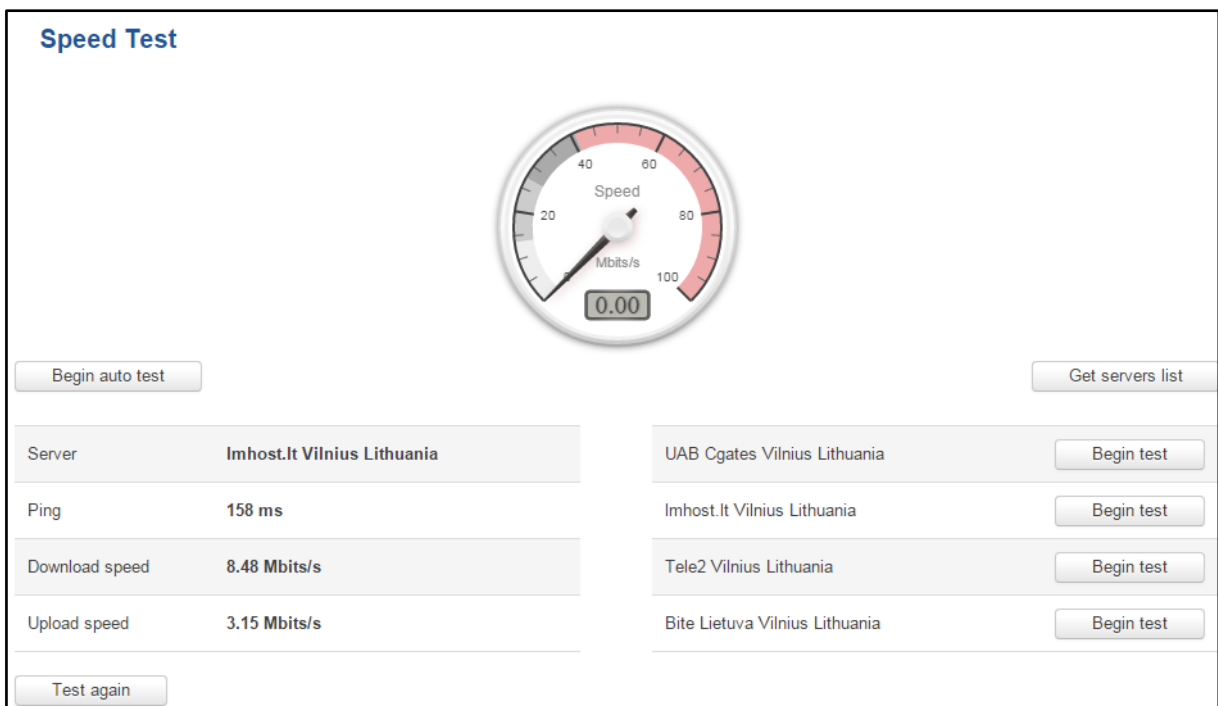 Speed Test
40 60
Speed
20 80
Mbits/s
0 100
0.00
Begin auto test Get servers list
Server Imhost.lt Vilnius Lithuania UAB Cgates Vilnius Lithuania Begin test
Ping 158 ms Imhost.lt Vilnius Lithuania Begin test
Download speed 8.48 Mbits/s Tele2 Vilnius Lithuania Begin test
Upload speed 3.15 Mbits/s Bite Lietuva Vilnius Lithuania Begin test
Test again